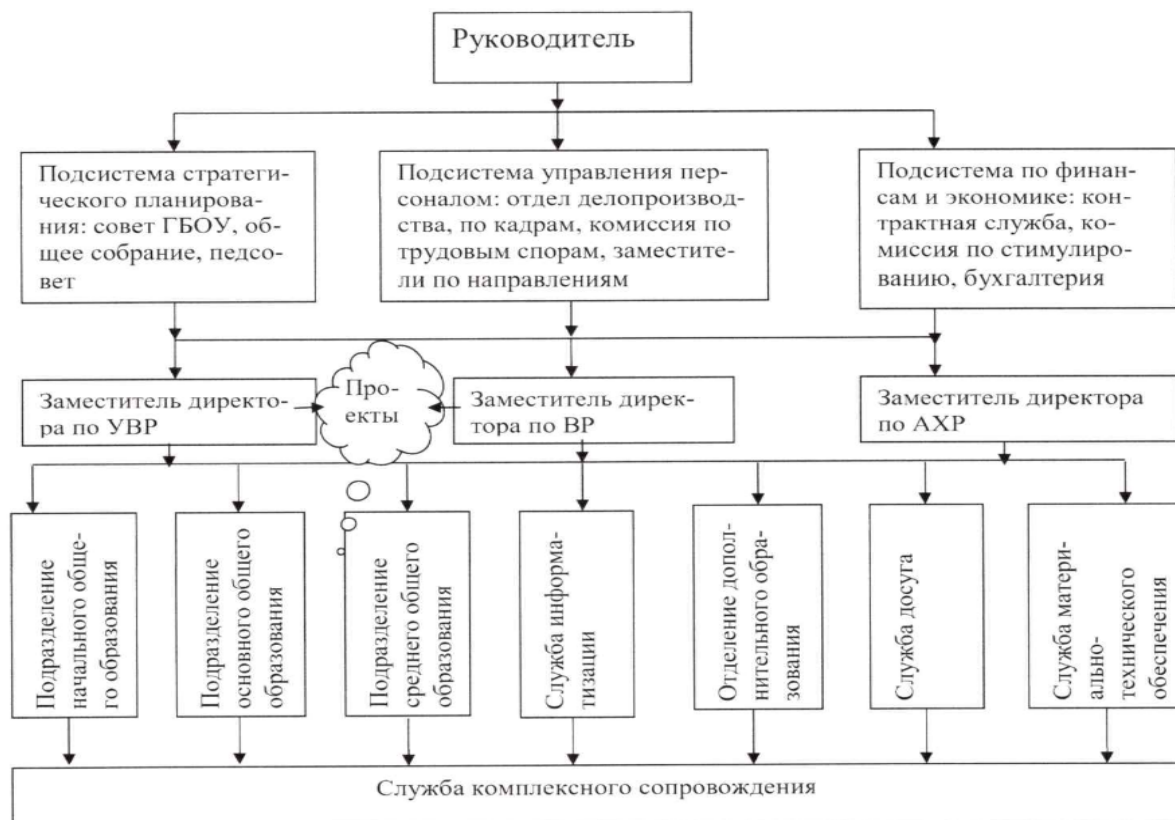 Руководитель
Подсистема стратеги-
ческого планирова-
ния: совет ГБОУ, об-
щее собрание, педсо-
вет
Подсистема управления пер-
соналом: отдел делопроизвод-
ства, по кадрам, комиссия по
трудовым спорам, заместите-
ли по направлениям
Подсистема по финан-
сам и экономике: кон-
трактная служба, ко-
миссия по стимулиро-
ванию, бухгалтерия
Заместитель директо-
ра по УВР
Про-
екты
Заместитель дирек-
тора по ВР
Заместитель директора
по АХР
Подразделение
начального обще-
го образования
Подразделение
основного общего
образования
Подразделение
среднего общего
образования
Служба информа-
тизации
Отделение допол-
нительного обра-
зования
Служба досуга
Служба матери-
ально-
технического
обеспечения
Служба комплексного сопровождения